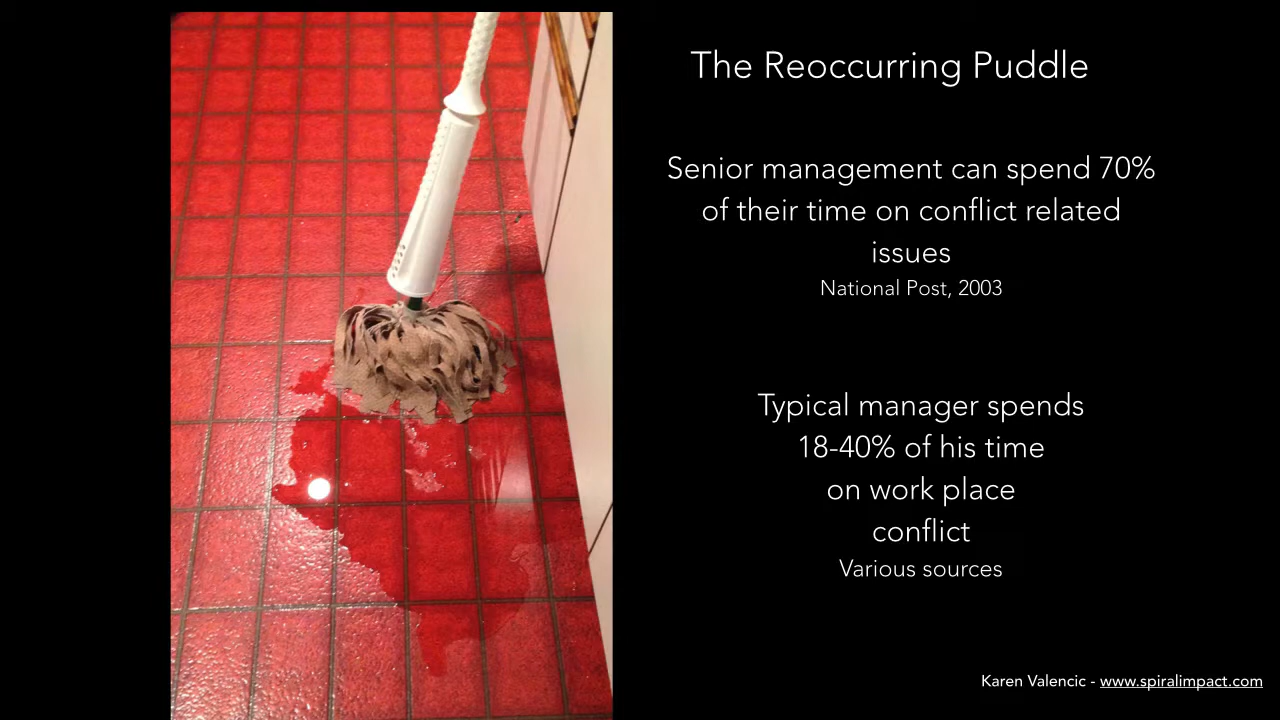 The Reoccurring Puddle
Senior management can spend 70%
of their time on conflict related
issues
National Post, 2003
Typical manager spends
18-40% of his time
on work place
conflict
Various sources
Karen Valencic - www.spiralimpact.com